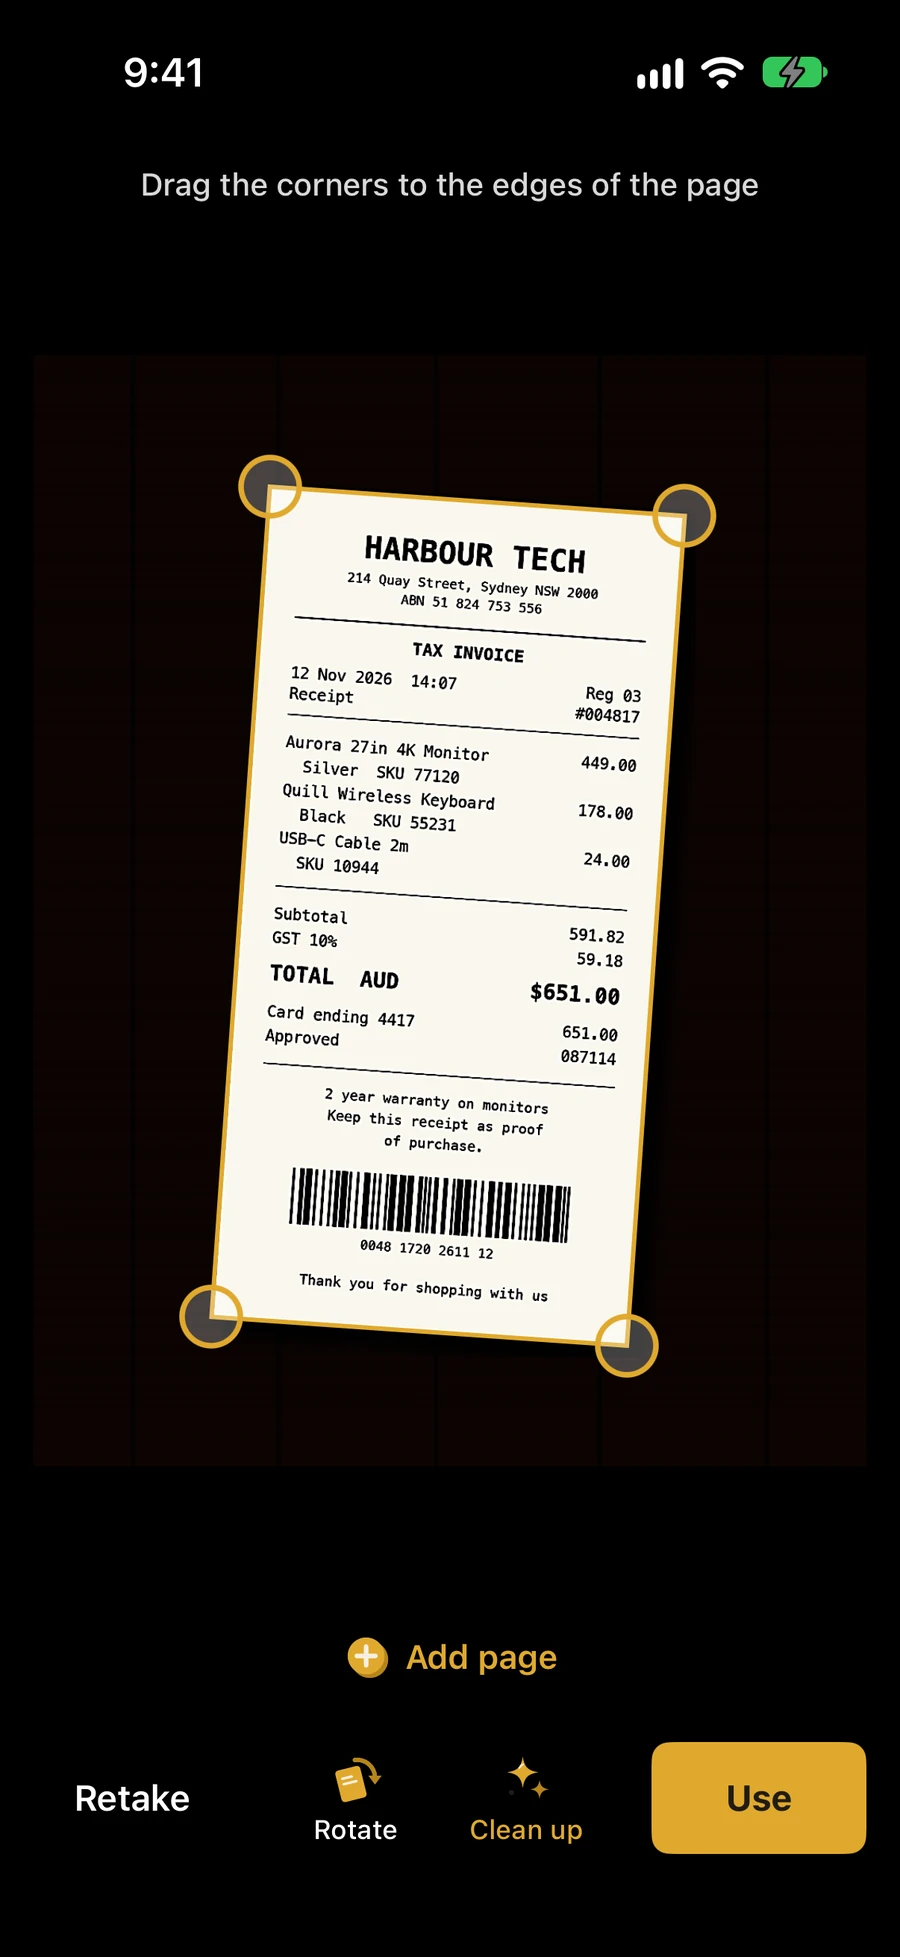 9:41
Drag the corners to the edges of the page
HARBOUR TECH
214 Quay Street, Sydney NSW 2000
ABN 51 824 753 556
TAX INVOICE
12 Nov 2026  14:07 Reg 03
Receipt #004817
Aurora 27in 4K Monitor 449.00
Silver  SKU 77120
Quill Wireless Keyboard 178.00
Black  SKU 55231
USB-C Cable 2m 24.00
SKU 10944
Subtotal 591.82
GST 10% 59.18
TOTAL  AUD $651.00
Card ending 4417 651.00
Approved 087114
2 year warranty on monitors
Keep this receipt as proof
of purchase.
0048 1720 2611 12
Thank you for shopping with us
Add page
Retake
Rotate
Clean up
Use